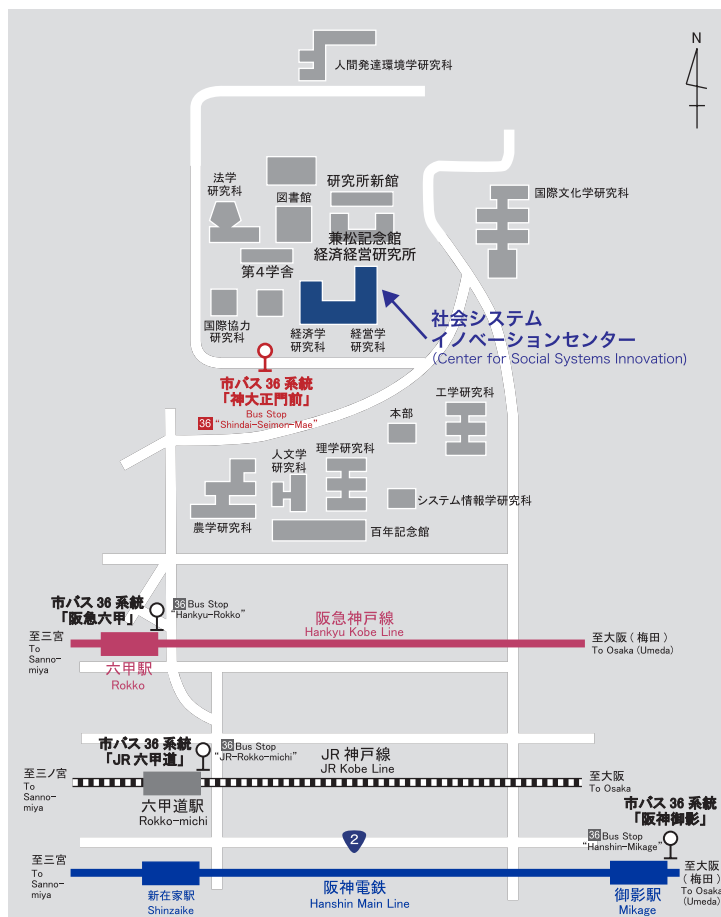 N
人間発達環境学研究科
法学
研究科
図書館
研究所新館
国際文化学研究科
兼松記念館
経済経営研究所
第4学舎
国際協力
研究科
経済学
研究科
経営学
研究科
社会システム
イノベーションセンター
(Center for Social Systems Innovation)
市バス 36 系統
「神大正門前」
Bus Stop
36 "Shindai-Seimon-Mae"
工学研究科
本部
人文学
研究科
理学研究科
農学研究科
システム情報学研究科
百年記念館
市バス 36 系統
「阪急六甲」
36 Bus Stop
"Hankyu-Rokko"
阪急神戸線
Hankyu Kobe Line
至三宮
To
Sanno-
miya
六甲駅
Rokko
至大阪 ( 梅田 )
To Osaka (Umeda)
市バス 36 系統
「JR 六甲道」
36 Bus Stop
"JR-Rokko-michi"
JR 神戸線
JR Kobe Line
至三ノ宮
To
Sanno-
miya
六甲道駅
Rokko-michi
至大阪
To Osaka
市バス 36 系統
「阪神御影」
36 Bus Stop
"Hanshin-Mikage"
2
至三宮
To
Sanno-
miya
新在家駅
Shinzaike
阪神電鉄
Hanshin Main Line
御影駅
Mikage
至大阪
( 梅田 )
To Osaka
(Umeda)